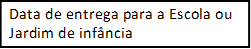 Data de entrega para a Escola ou
Jardim de infância